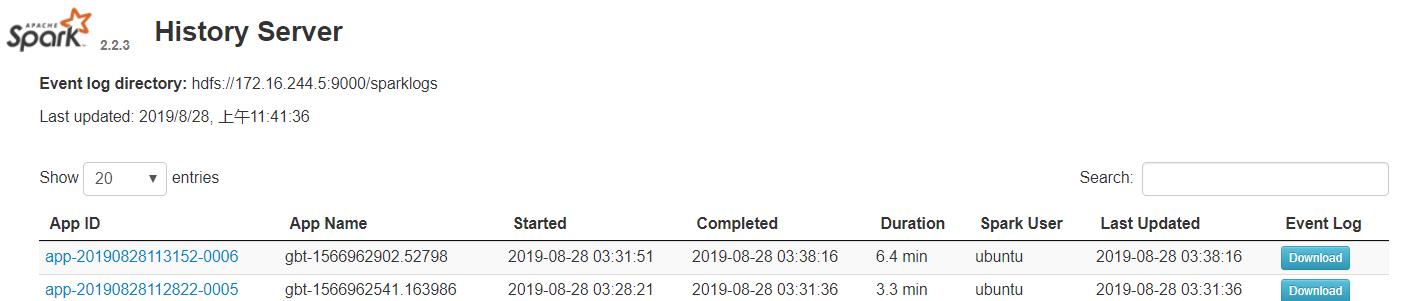 APACHE
Spark 2.2.3 History Server
Event log directory: hdfs://172.16.244.5:9000/sparklogs
Last updated: 2019/8/28, 上午11:41:36
Show 20 entries Search:
App ID App Name Started Completed Duration Spark User Last Updated Event Log
app-20190828113152-0006 gbt-1566962902.52798 2019-08-28 03:31:51 2019-08-28 03:38:16 6.4 min ubuntu 2019-08-28 03:38:16 Download
app-20190828112822-0005 gbt-1566962541.163986 2019-08-28 03:28:21 2019-08-28 03:31:36 3.3 min ubuntu 2019-08-28 03:31:36 Download